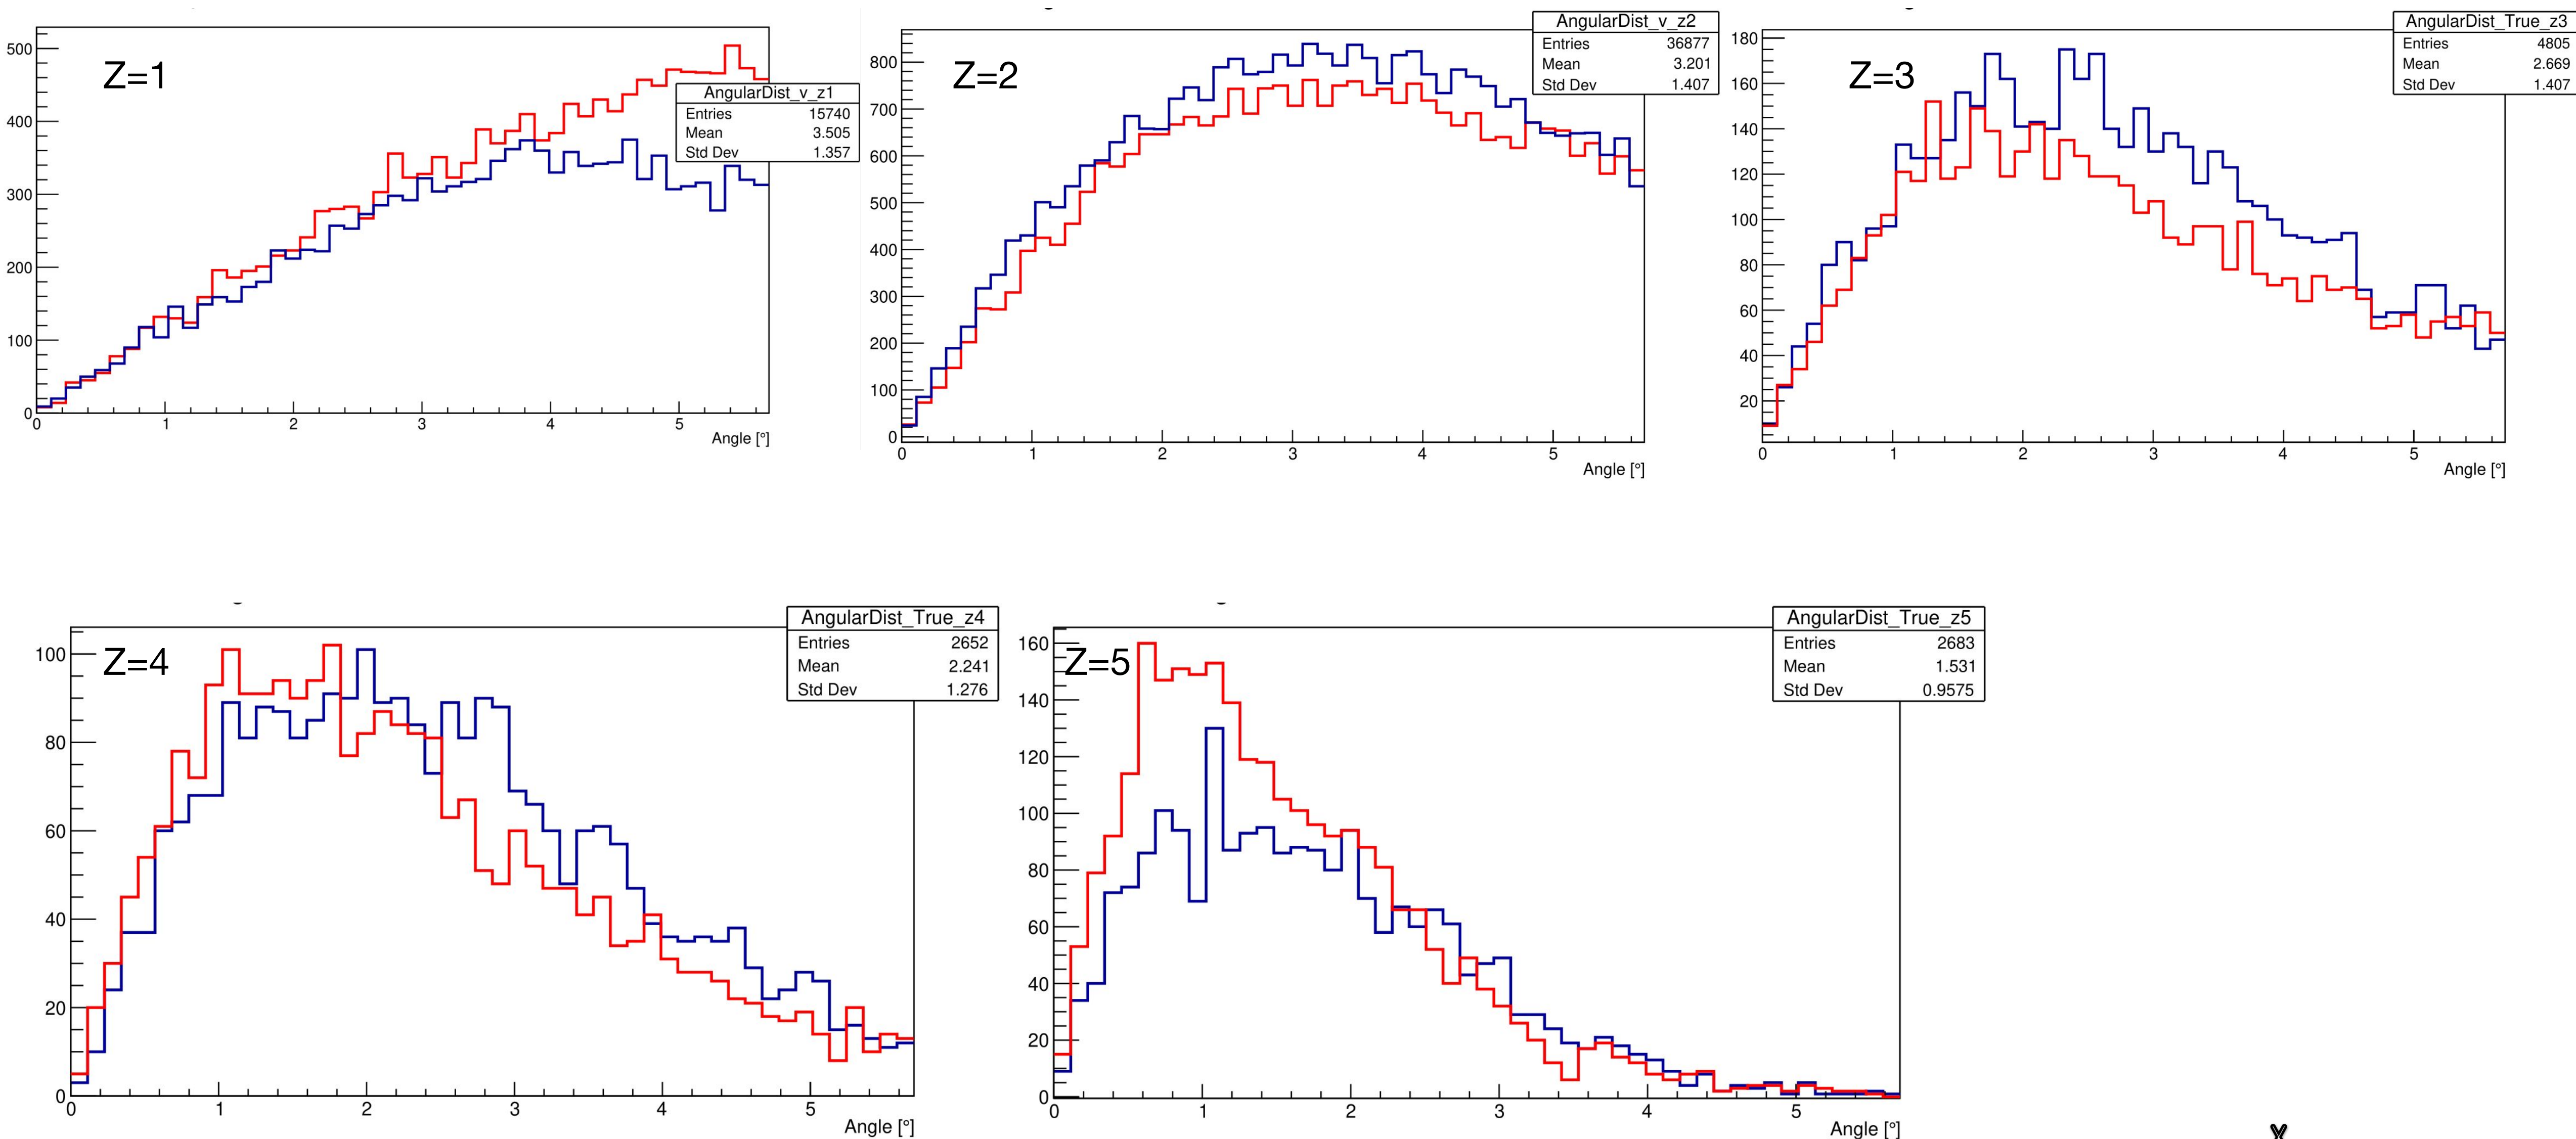 Z=1
AngularDist_v_z1
Entries 15740
Mean 3.505
Std Dev 1.357
500
400
300
200
100
0
0 1 2 3 4 5
Angle [°]
Z=2
AngularDist_v_z2
Entries 36877
Mean 3.201
Std Dev 1.407
800
700
600
500
400
300
200
100
0
0 1 2 3 4 5
Angle [°]
Z=3
AngularDist_True_z3
Entries 4805
Mean 2.669
Std Dev 1.407
180
160
140
120
100
80
60
40
20
0 1 2 3 4 5
Angle [°]
Z=4
AngularDist_True_z4
Entries 2652
Mean 2.241
Std Dev 1.276
100
80
60
40
20
0
0 1 2 3 4 5
Angle [°]
Z=5
AngularDist_True_z5
Entries 2683
Mean 1.531
Std Dev 0.9575
160
140
120
100
80
60
40
20
0
0 1 2 3 4 5
Angle [°]